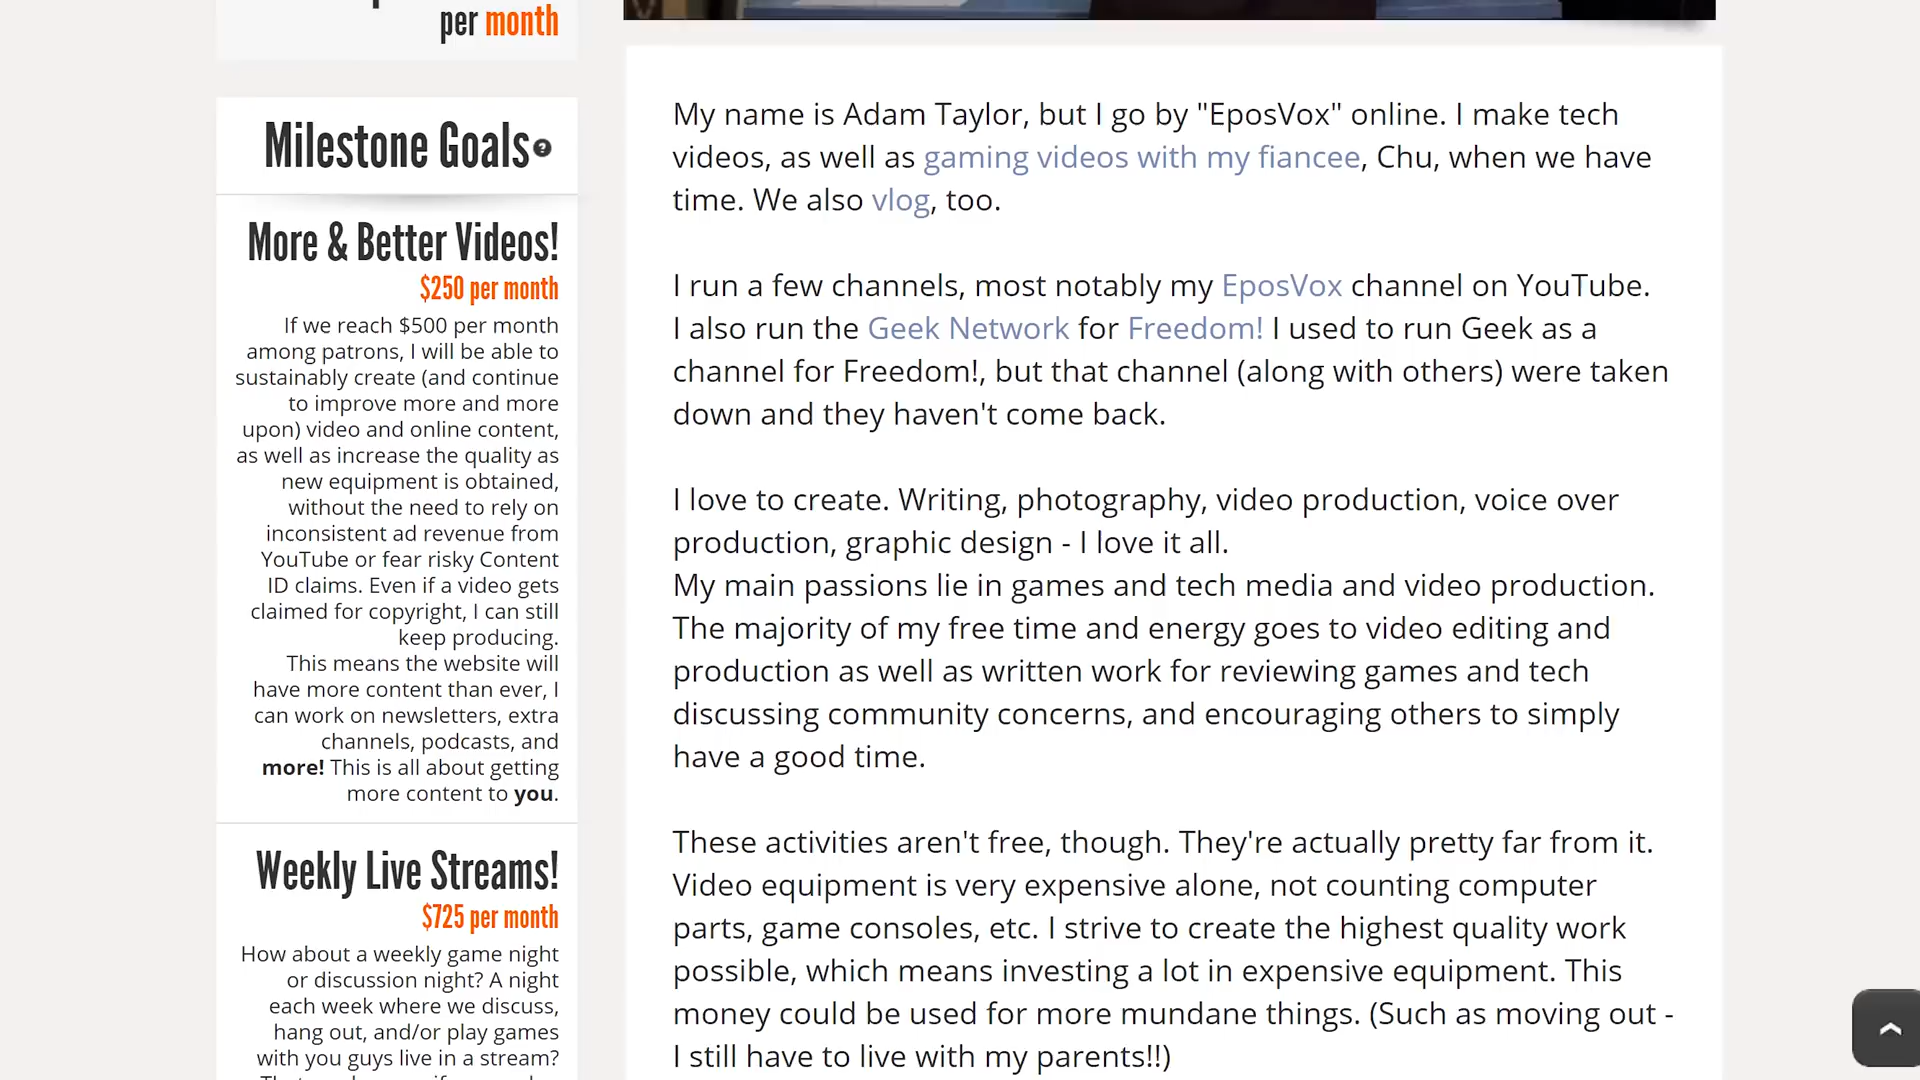 per month
Milestone Goals
More & Better Videos!
$250 per month
If we reach $500 per month
among patrons, I will be able to
sustainably create (and continue
to improve more and more
upon) video and online content,
as well as increase the quality as
new equipment is obtained,
without the need to rely on
inconsistent ad revenue from
YouTube or fear risky Content
ID claims. Even if a video gets
claimed for copyright, I can still
keep producing.
This means the website will
have more content than ever, I
can work on newsletters, extra
channels, podcasts, and
more! This is all about getting
more content to you.
Weekly Live Streams!
$725 per month
How about a weekly game night
or discussion night? A night
each week where we discuss,
hang out, and/or play games
with you guys live in a stream?
My name is Adam Taylor, but I go by "EposVox" online. I make tech
videos, as well as gaming videos with my fiancee, Chu, when we have
time. We also vlog, too.
I run a few channels, most notably my EposVox channel on YouTube.
I also run the Geek Network for Freedom! I used to run Geek as a
channel for Freedom!, but that channel (along with others) were taken
down and they haven't come back.
I love to create. Writing, photography, video production, voice over
production, graphic design - I love it all.
My main passions lie in games and tech media and video production.
The majority of my free time and energy goes to video editing and
production as well as written work for reviewing games and tech
discussing community concerns, and encouraging others to simply
have a good time.
These activities aren't free, though. They're actually pretty far from it.
Video equipment is very expensive alone, not counting computer
parts, game consoles, etc. I strive to create the highest quality work
possible, which means investing a lot in expensive equipment. This
money could be used for more mundane things. (Such as moving out -
I still have to live with my parents!!)